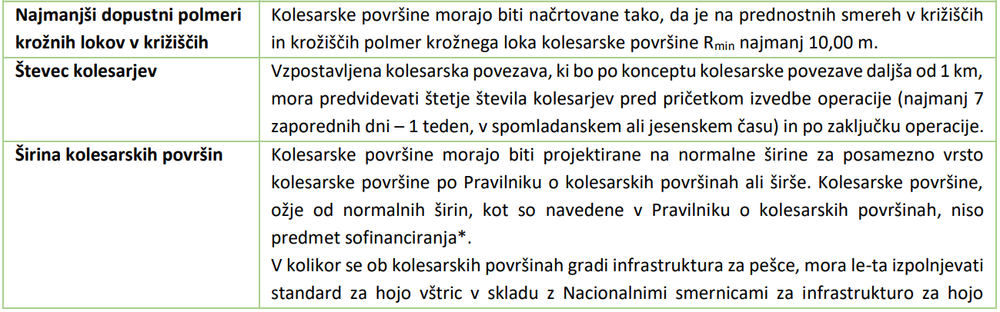 Najmanjši dopustni polmeri
krožnih lokov v križiščih
Kolesarske površine morajo biti načrtovane tako, da je na prednostnih smereh v križiščih
in krožiščih polmer krožnega loka kolesarske površine Rmin najmanj 10,00 m.
Števec kolesarjev
Vzpostavljena kolesarska povezava, ki bo po konceptu kolesarske povezave daljša od 1 km,
mora predvidevati štetje števila kolesarjev pred pričetkom izvedbe operacije (najmanj 7
zaporednih dni – 1 teden, v spomladanskem ali jesenskem času) in po zaključku operacije.
Širina kolesarskih površin
Kolesarske površine morajo biti projektirane na normalne širine za posamezno vrsto
kolesarske površine po Pravilniku o kolesarskih površinah ali širše. Kolesarske površine,
ožje od normalnih širin, kot so navedene v Pravilniku o kolesarskih površinah, niso
predmet sofinanciranja*.
V kolikor se ob kolesarskih površinah gradi infrastruktura za pešce, mora le-ta izpolnjevati
standard za hojo vštric v skladu z Nacionalnimi smernicami za infrastrukturo za hojo